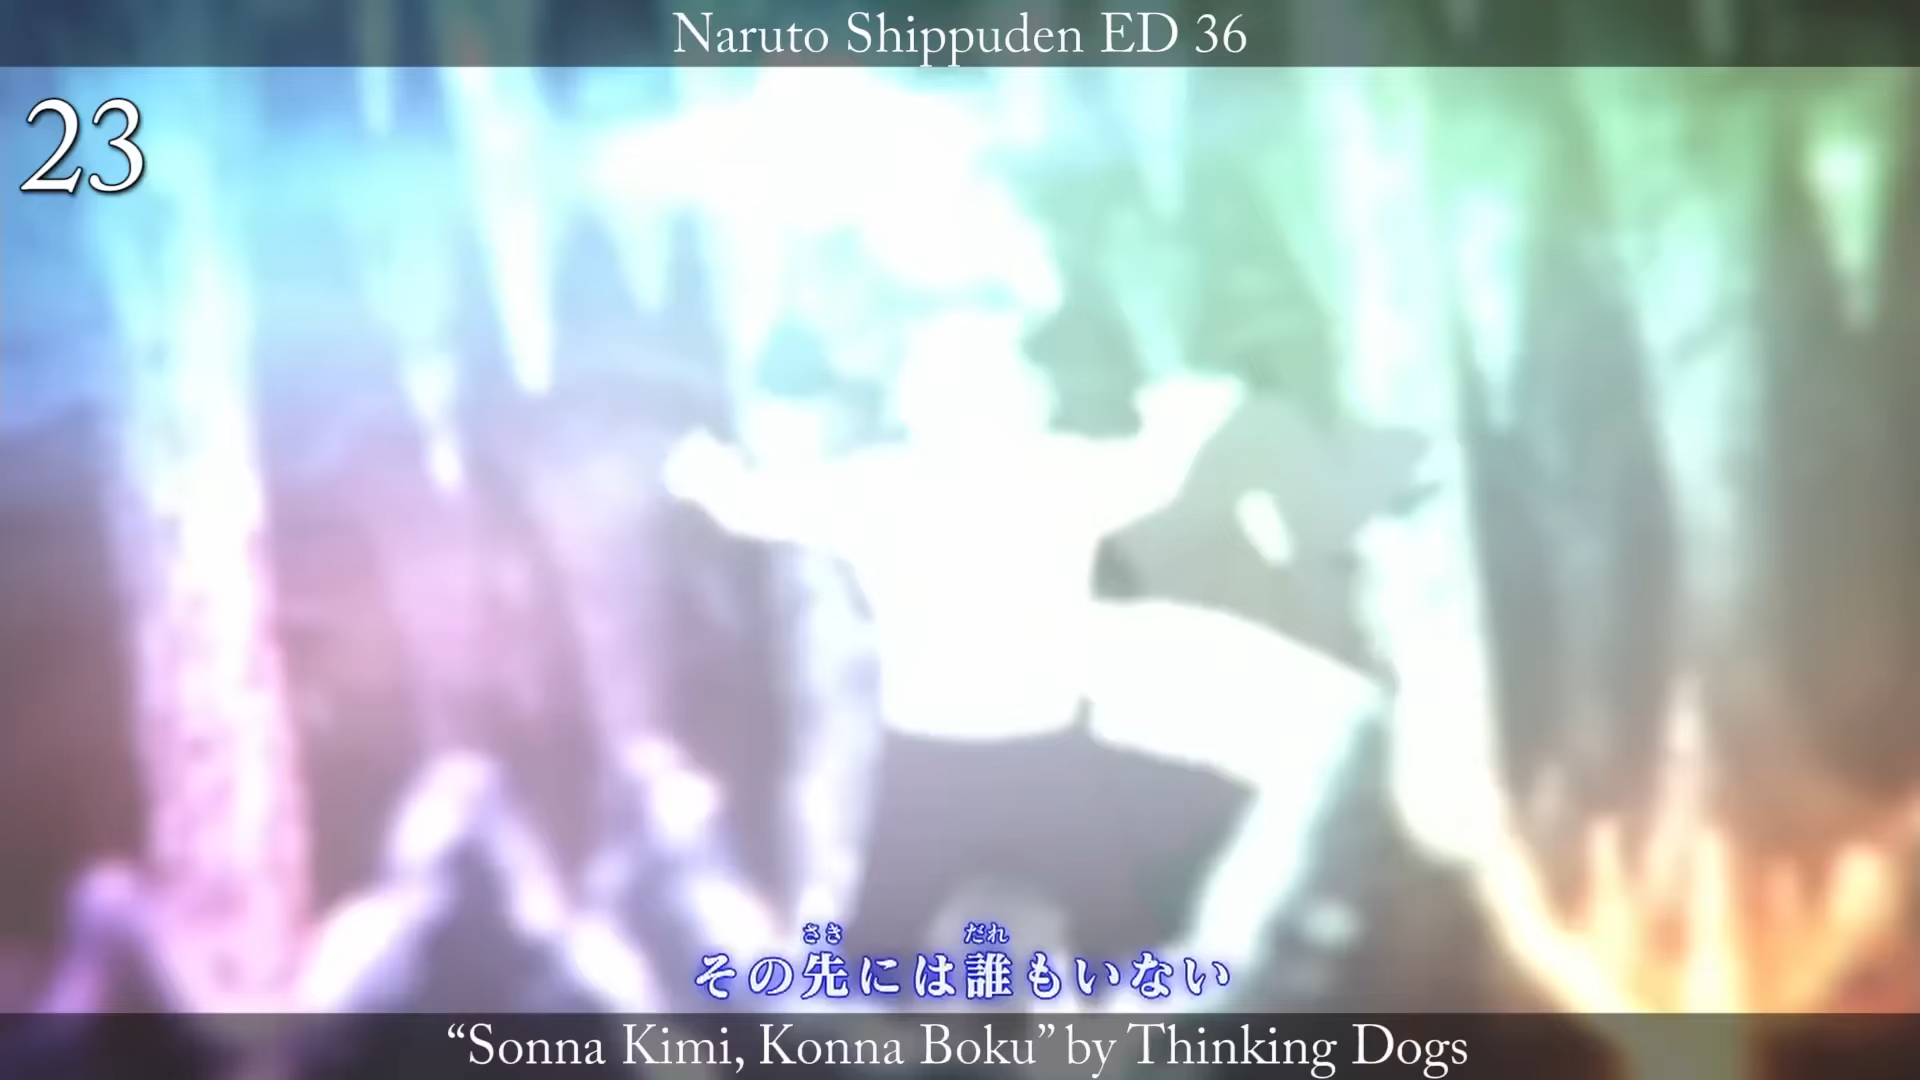 Naruto Shippuden ED 36
23
さき だれ
その先には誰もいない
“Sonna Kimi, Konna Boku” by Thinking Dogs